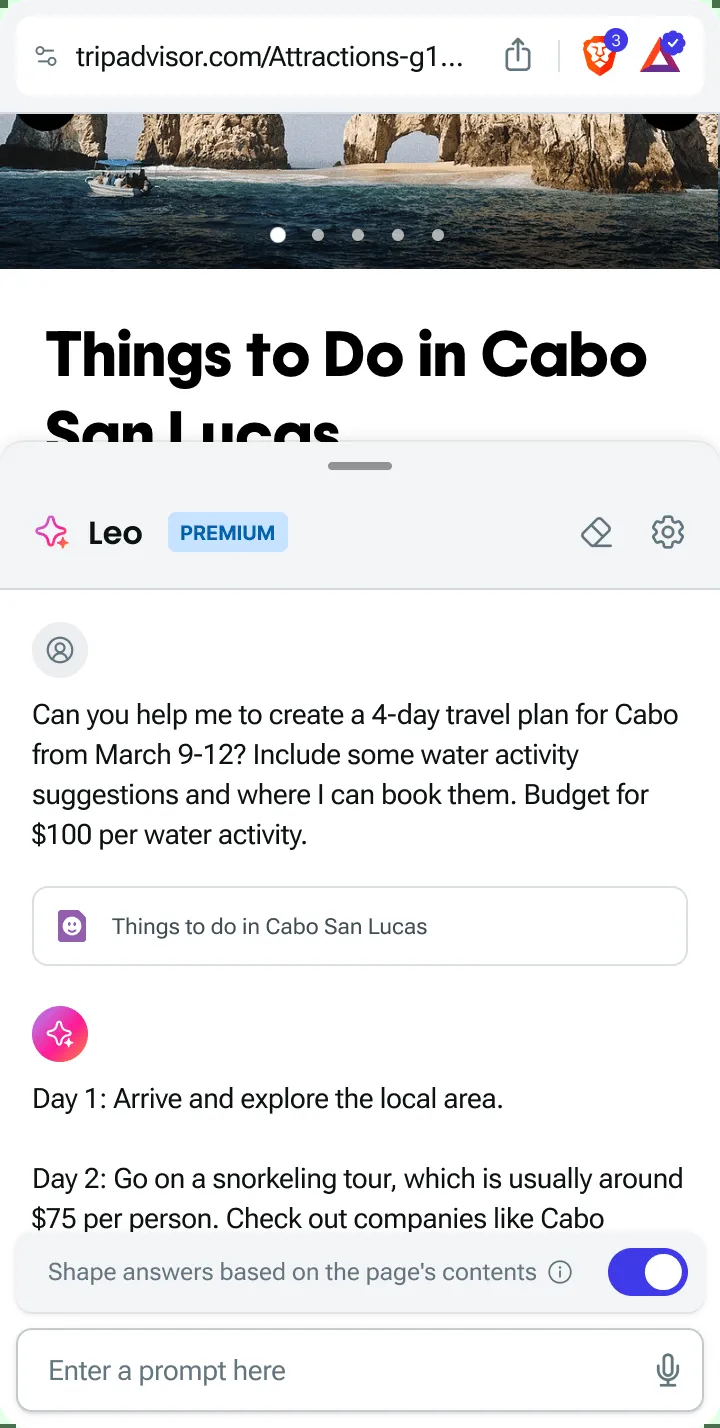 tripadvisor.com/Attractions-g1...
3
Things to Do in Cabo
San Lucas
Leo
PREMIUM
Can you help me to create a 4-day travel plan for Cabo
from March 9-12? Include some water activity
suggestions and where I can book them. Budget for
$100 per water activity.
Things to do in Cabo San Lucas
Day 1: Arrive and explore the local area.
Day 2: Go on a snorkeling tour, which is usually around
$75 per person. Check out companies like Cabo
Shape answers based on the page's contents
Enter a prompt here